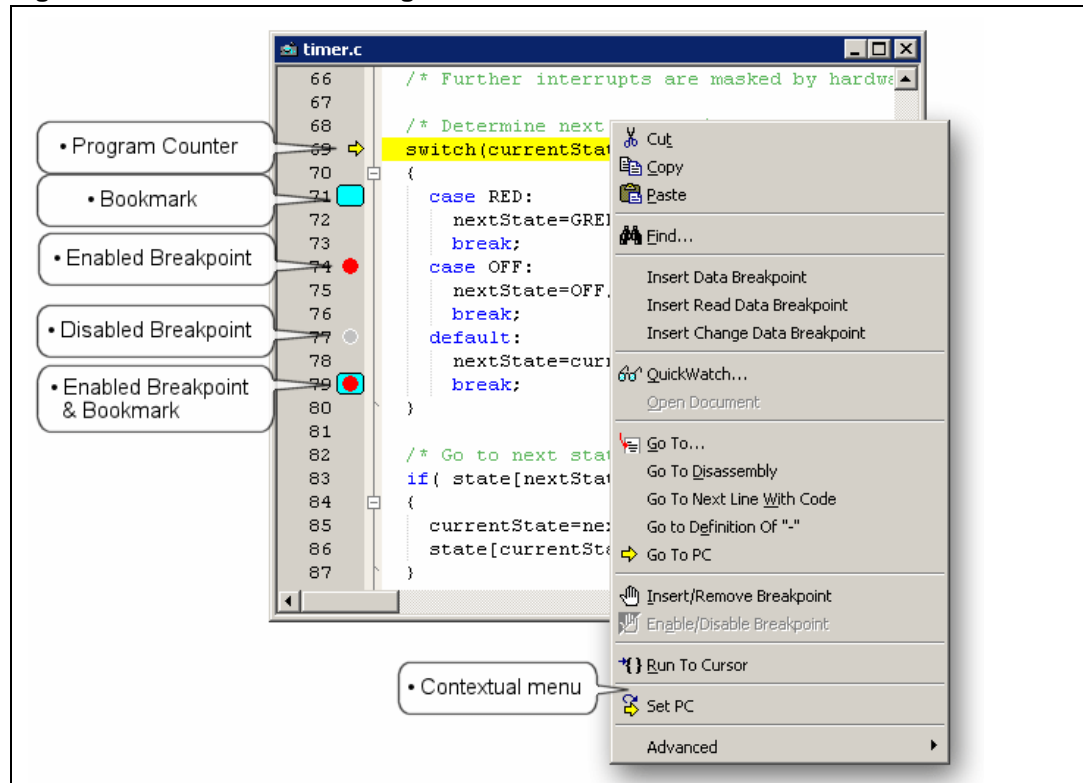 timer.c
• Program Counter
• Bookmark
• Enabled Breakpoint
• Disabled Breakpoint
• Enabled Breakpoint
& Bookmark
66 /* Further interrupts are masked by hardwa
67
68 /* Determine next
69 switch(currentStat
70 {
71 case RED:
72 nextState=GREE
73 break;
74 case OFF:
75 nextState=OFF
76 break;
77 default:
78 nextState=curr
79 break;
80 }
81
82 /* Go to next stat
83 if( state[nextStat
84 {
85 currentState=nex
86 state[currentSta
87 }
Cut
Copy
Paste
Find...
Insert Data Breakpoint
Insert Read Data Breakpoint
Insert Change Data Breakpoint
QuickWatch...
Open Document
Go To...
Go To Disassembly
Go To Next Line With Code
Go to Definition Of "-"
Go To PC
Insert/Remove Breakpoint
Enable/Disable Breakpoint
Run To Cursor
Set PC
Advanced
• Contextual menu